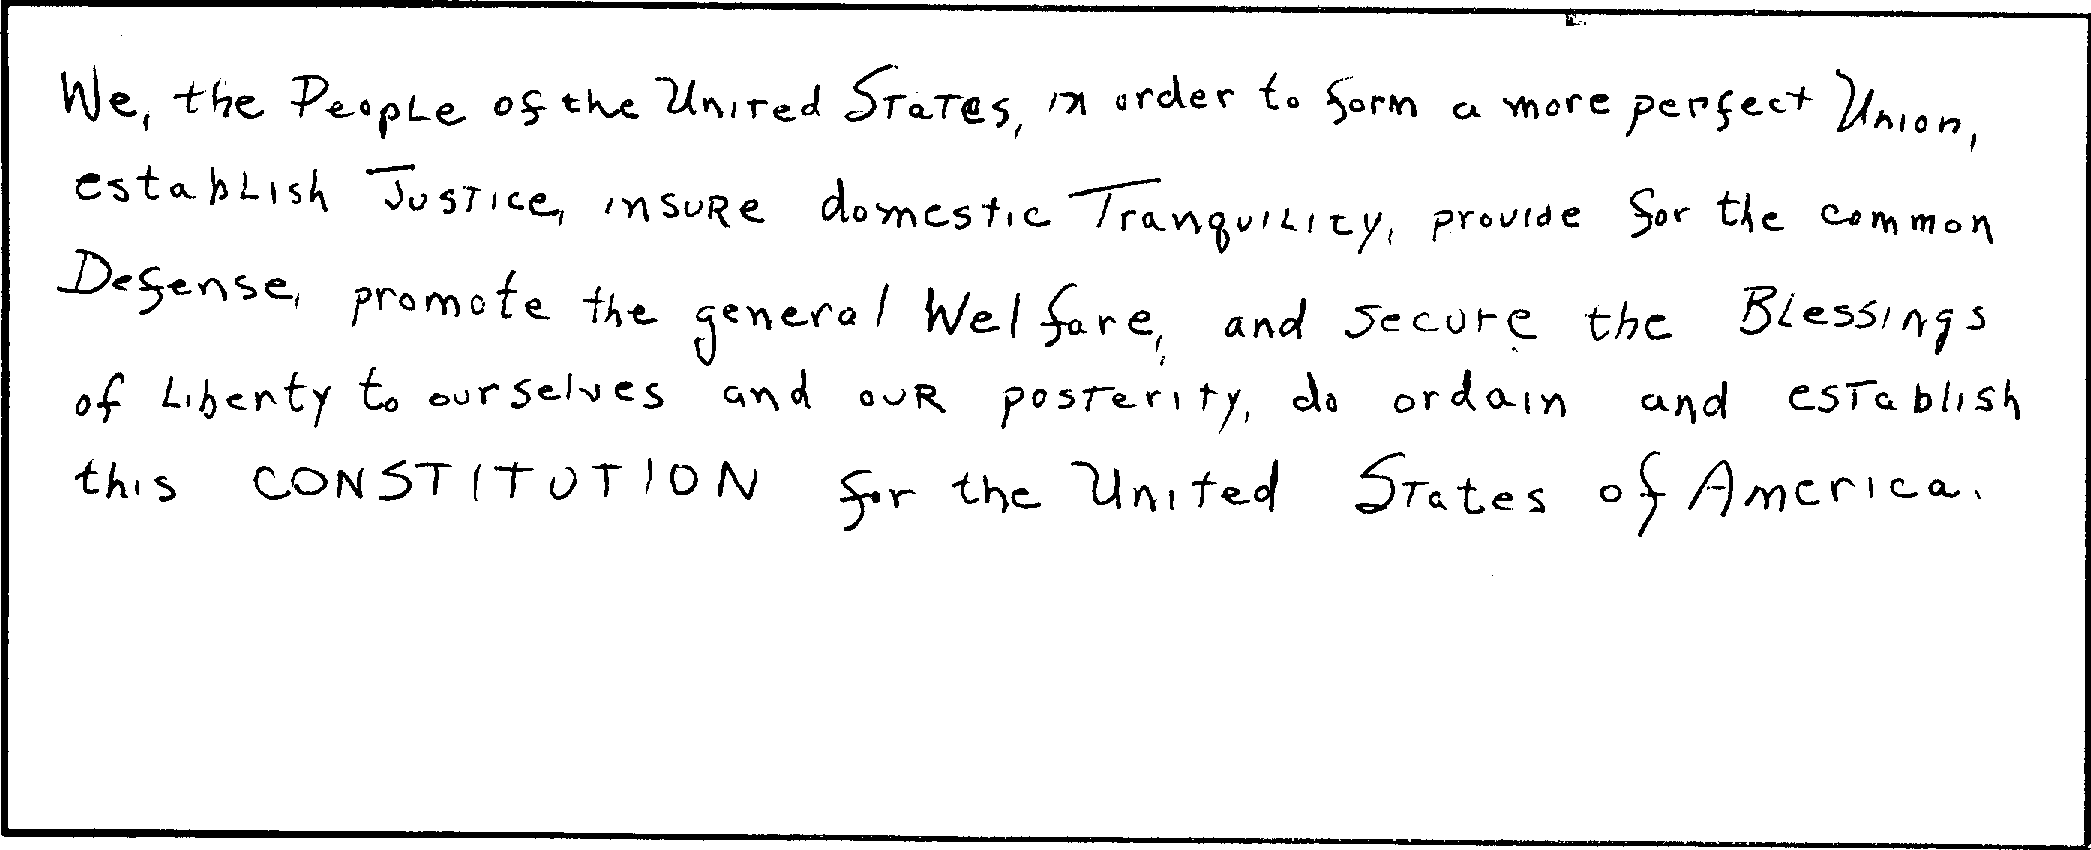 We, the People of the United States, in order to form a more perfect Union,
establish Justice, insure domestic Tranquility, provide for the common
Defense, promote the general Welfare, and secure the Blessings
of Liberty to ourselves and our posterity, do ordain and establish
this CONSTITUTION for the United States of America.